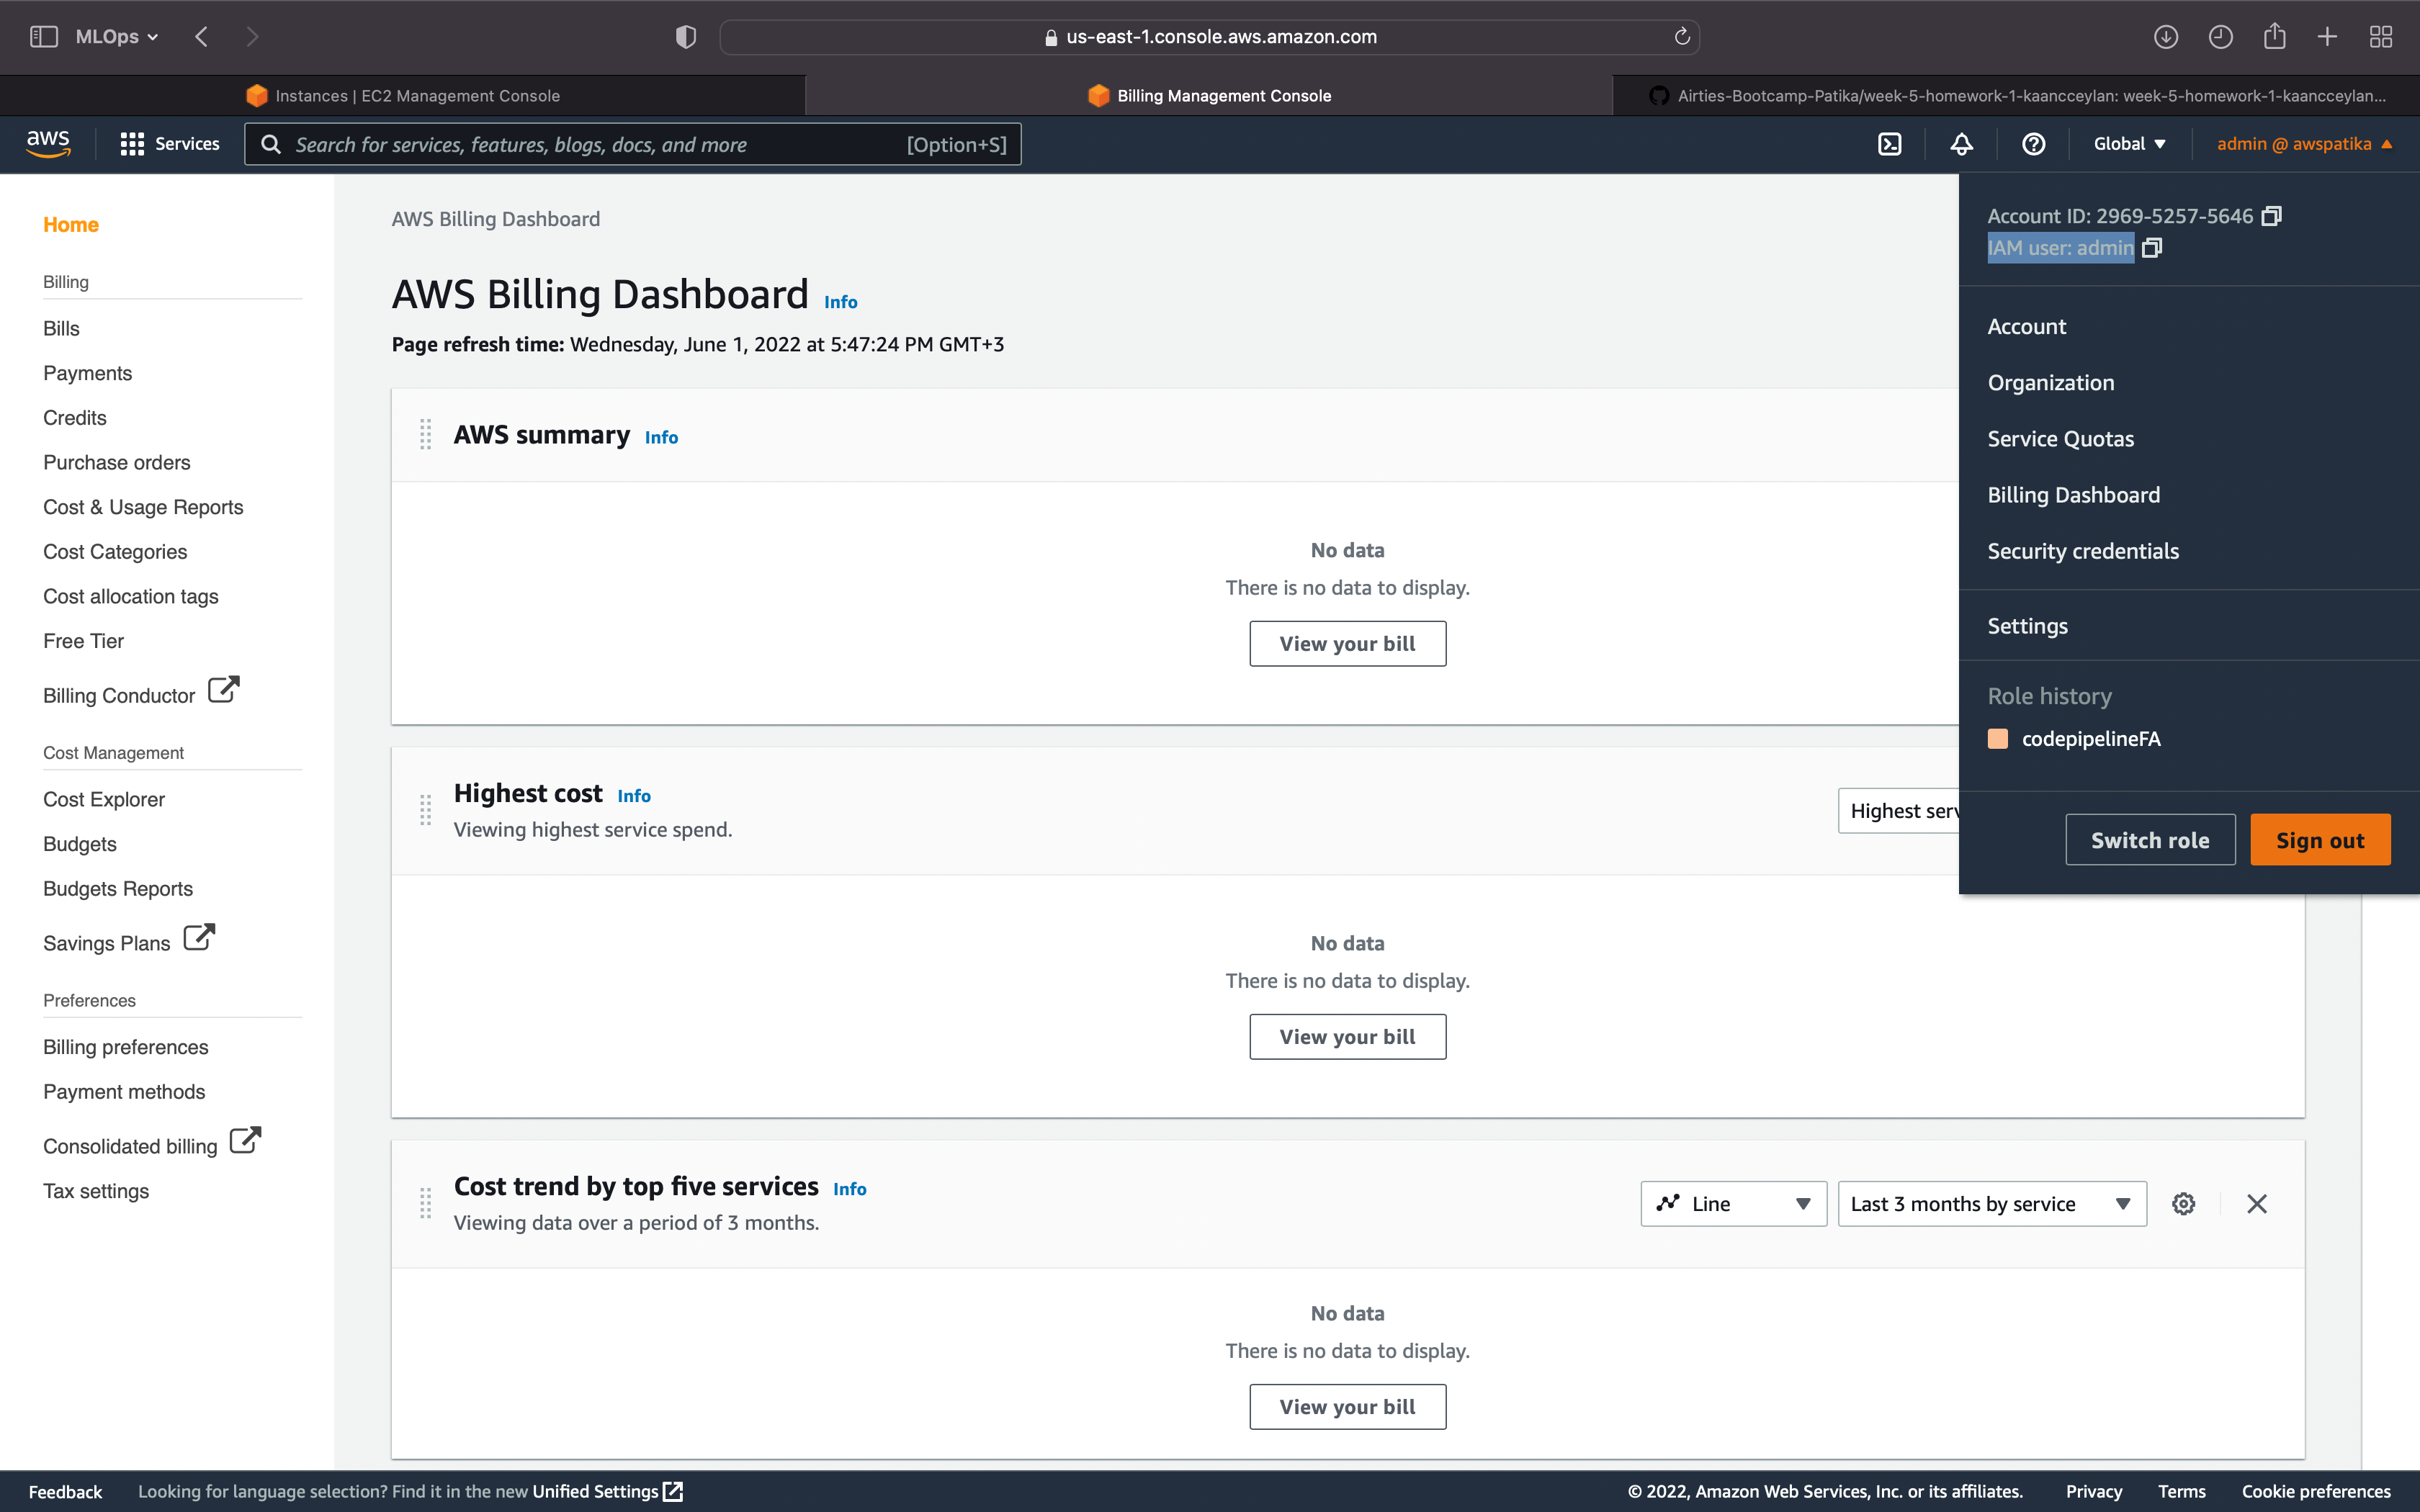 MLOps
us-east-1.console.aws.amazon.com
Instances | EC2 Management Console
Billing Management Console
Airties-Bootcamp-Patika/week-5-homework-1-kaancceylan: week-5-homework-1-kaancceylan...
aws
Services
Search for services, features, blogs, docs, and more
[Option+S]
Global
admin @ awspatika
Account ID: 2969-5257-5646
IAM user: admin
Account
Organization
Service Quotas
Billing Dashboard
Security credentials
Settings
Role history
codepipelineFA
Switch role
Sign out
Home
Billing
Bills
Payments
Credits
Purchase orders
Cost & Usage Reports
Cost Categories
Cost allocation tags
Free Tier
Billing Conductor
Cost Management
Cost Explorer
Budgets
Budgets Reports
Savings Plans
Preferences
Billing preferences
Payment methods
Consolidated billing
Tax settings
AWS Billing Dashboard
AWS Billing Dashboard Info
Page refresh time: Wednesday, June 1, 2022 at 5:47:24 PM GMT+3
AWS summary Info
No data
There is no data to display.
View your bill
Highest cost Info
Viewing highest service spend.
Highest serv
No data
There is no data to display.
View your bill
Cost trend by top five services Info
Viewing data over a period of 3 months.
Line
Last 3 months by service
No data
There is no data to display.
View your bill
Feedback
Looking for language selection? Find it in the new Unified Settings
© 2022, Amazon Web Services, Inc. or its affiliates.
Privacy
Terms
Cookie preferences